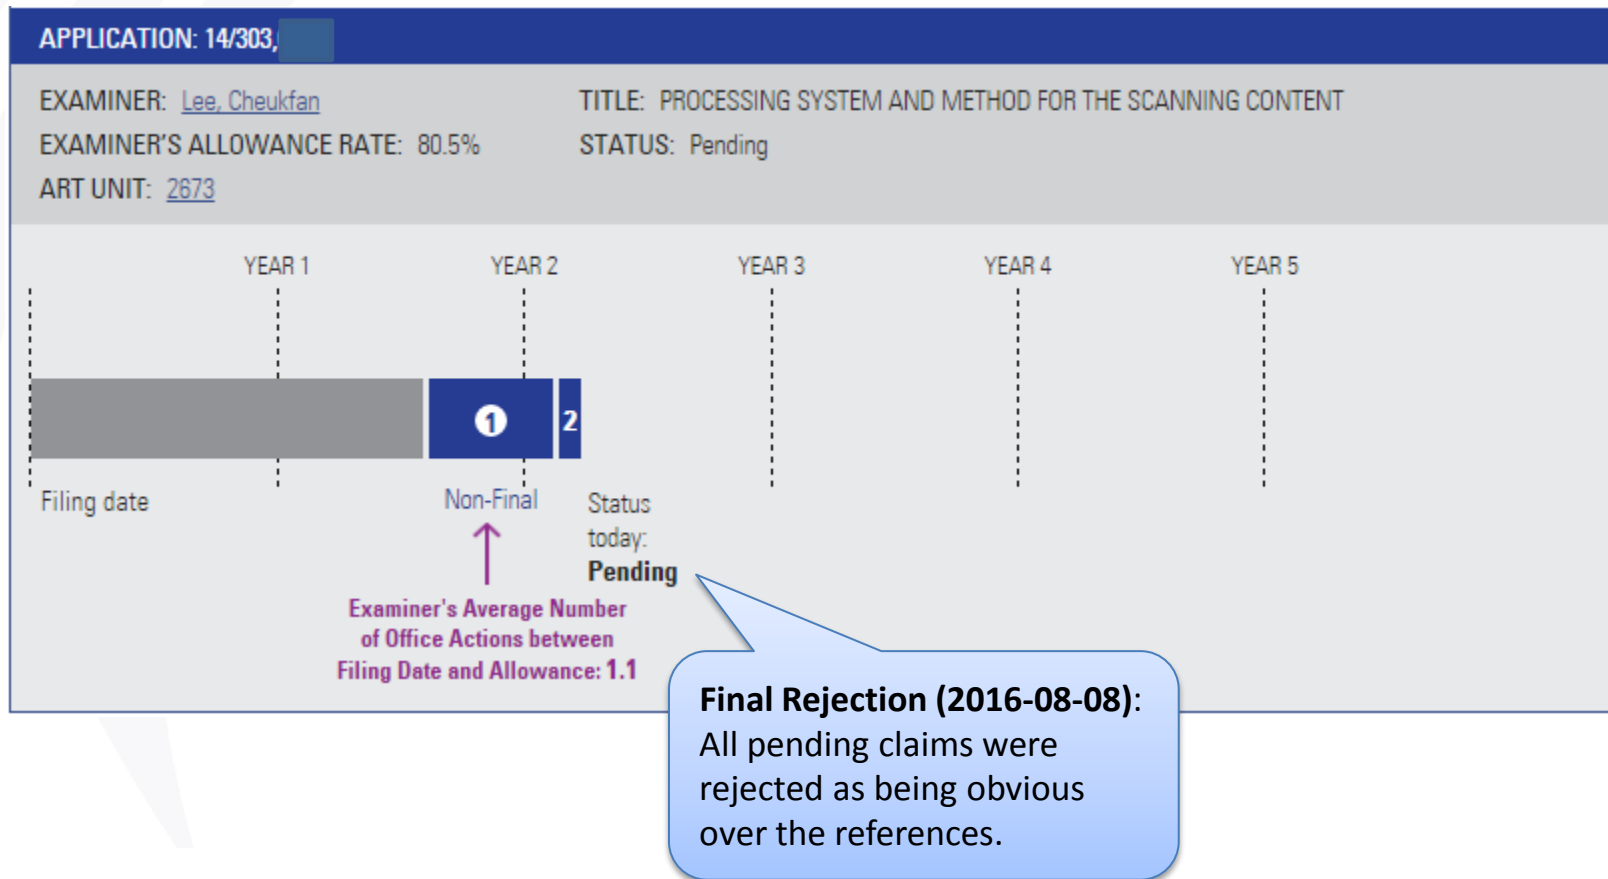 APPLICATION: 14/303,
EXAMINER: Lee, Cheukfan
TITLE: PROCESSING SYSTEM AND METHOD FOR THE SCANNING CONTENT
EXAMINER'S ALLOWANCE RATE: 80.5%
STATUS: Pending
ART UNIT: 2673
YEAR 1
YEAR 2
YEAR 3
YEAR 4
YEAR 5
1
2
Filing date
Non-Final
Status
today:
Pending
Examiner's Average Number
of Office Actions between
Filing Date and Allowance: 1.1
Final Rejection (2016-08-08):
All pending claims were
rejected as being obvious
over the references.